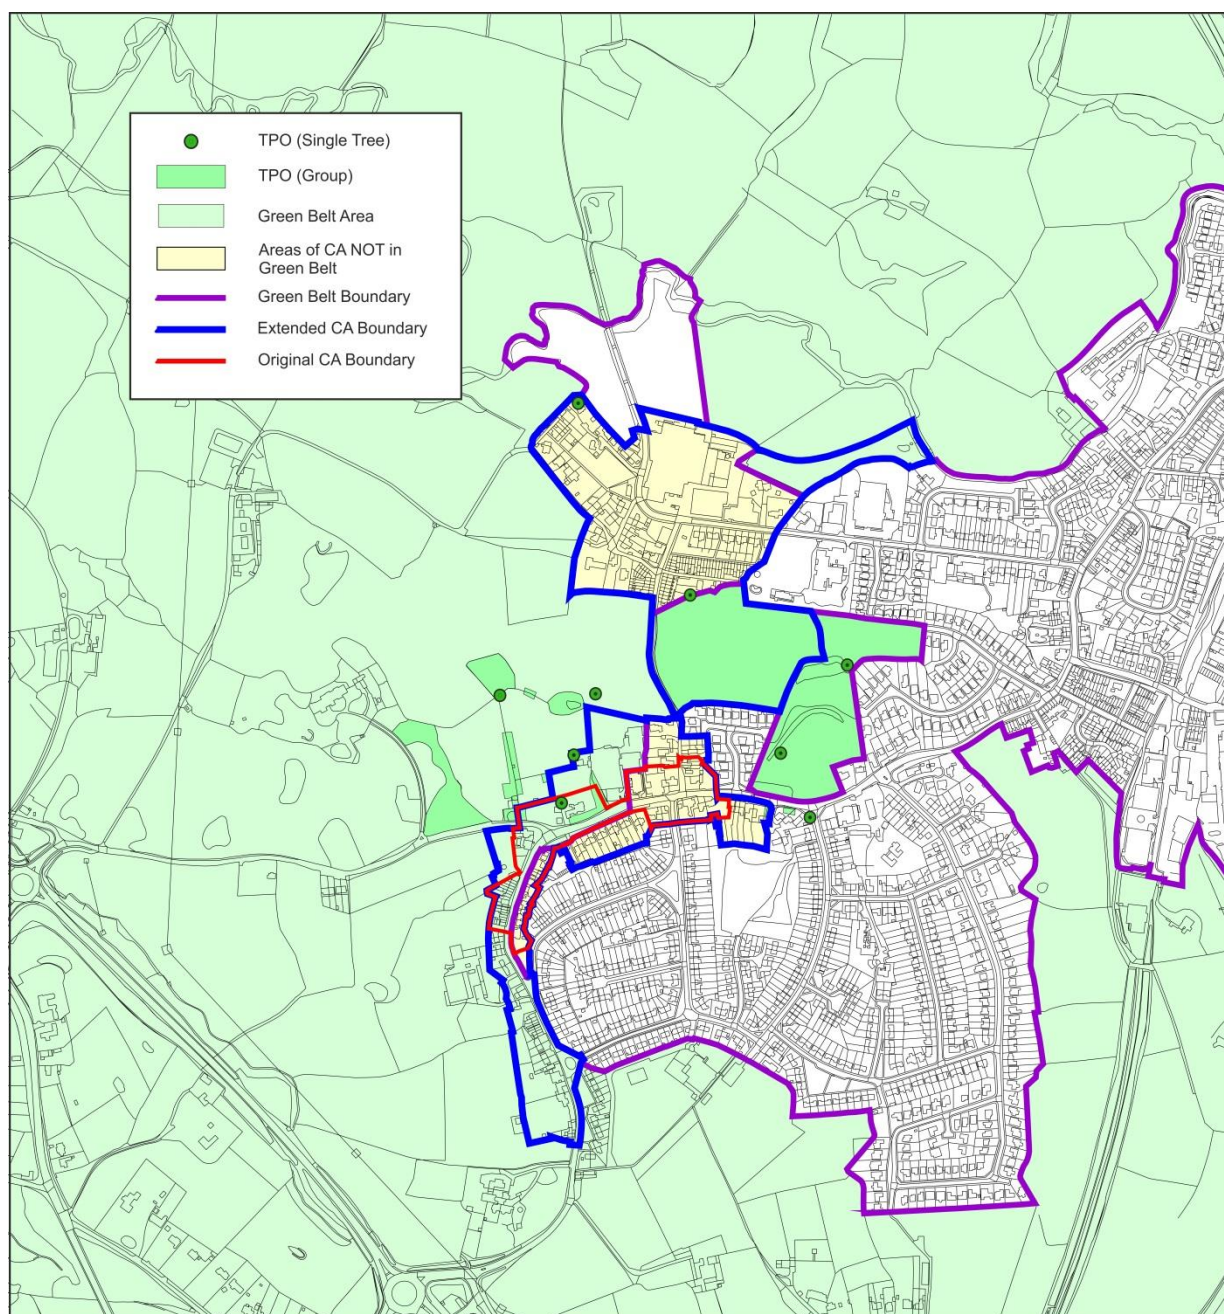 TPO (Single Tree)
TPO (Group)
Green Belt Area
Areas of CA NOT in
Green Belt
Green Belt Boundary
Extended CA Boundary
Original CA Boundary